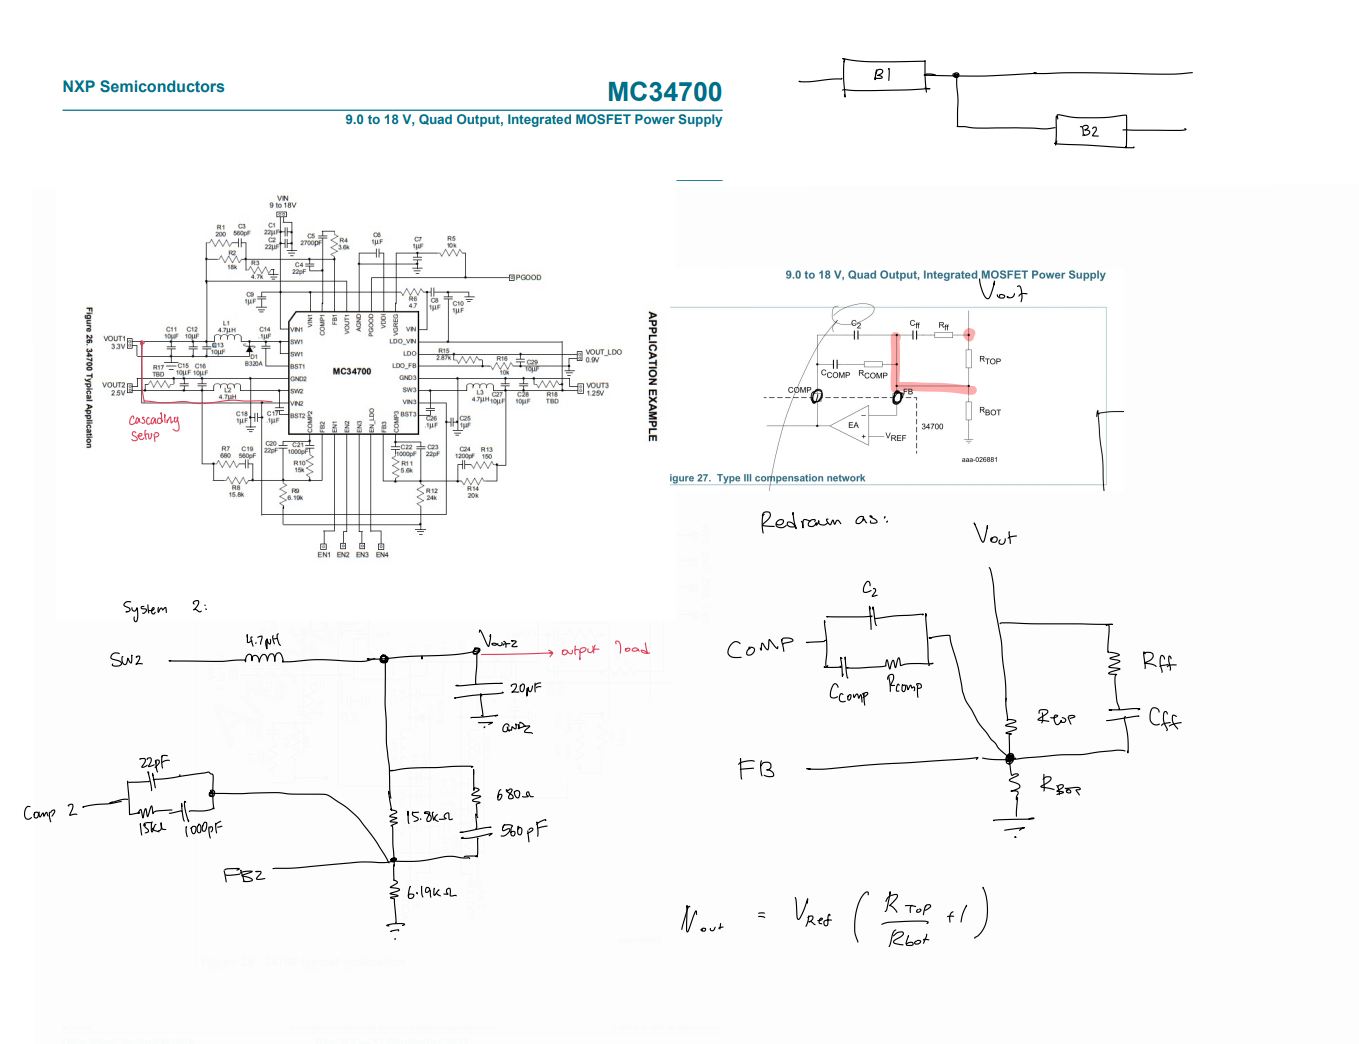 NXP Semiconductors
MC34700
9.0 to 18 V, Quad Output, Integrated MOSFET Power Supply
B1
B2
VIN
9 to 18V
R1
200
C3
560pF
C1
22µF
C2
22µF
R2
18k
R3
4.7k
C5
2700pF
R4
3.6k
C4
22pF
C6
1µF
C7
1µF
R5
10k
PGOOD
R6
4.7
C8
1µF
C9
1µF
C10
1µF
VIN1
COMP1
FB1
VOUT1
AGND
PGOOD
VDDI
VGREG
VOUT1
3.3V
C11
10µF
C12
10µF
L1
4.7µH
C13
10µF
C14
.1µF
D1
B320A
VIN1
SW1
SW1
BST1
GND2
SW2
VIN2
BST2
MC34700
VIN
LDO_VIN
LDO
LDO_FB
GND3
SW3
VIN3
BST3
R15
2.87k
R16
10k
C29
10µF
VOUT_LDO
0.9V
VOUT3
1.25V
L3
4.7µH
C27
10µF
C28
10µF
R18
TBD
VOUT2
2.5V
R17
TBD
C15
10µF
C16
10µF
L2
4.7µH
C18
1µF
C17
.1µF
C26
.1µF
C25
1µF
COMP2
FB2
EN1
EN2
EN3
EN_LDO
FB3
COMP3
Cascading
Setup
R7
680
C19
560pF
R8
15.8k
C20
22pF
C21
1000pF
R10
15k
R9
6.19k
C22
1000pF
R11
5.6k
C23
22pF
R12
24k
C24
1200pF
R13
150
R14
20k
EN1
EN2
EN3
EN4
Figure 26. 34700 Typical Application
APPLICATION EXAMPLE
9.0 to 18 V, Quad Output, Integrated MOSFET Power Supply
Vout
C2
Cff
Rff
RTOP
CCOMP
RCOMP
COMP
FB
RBOT
EA
VREF
34700
aaa-026881
igure 27. Type III compensation network
Redrawn as:
Vout
C2
COMP
Ccomp
Rcomp
Rff
Cff
RTOP
FB
RBOT
System 2:
SW2
4.7µH
Vout2
output load
20µF
GND2
22pF
Comp 2
15kΩ
1000pF
680Ω
15.8kΩ
560pF
FB2
6.19kΩ
Vout = VRef ( RTOP / Rbot +1 )